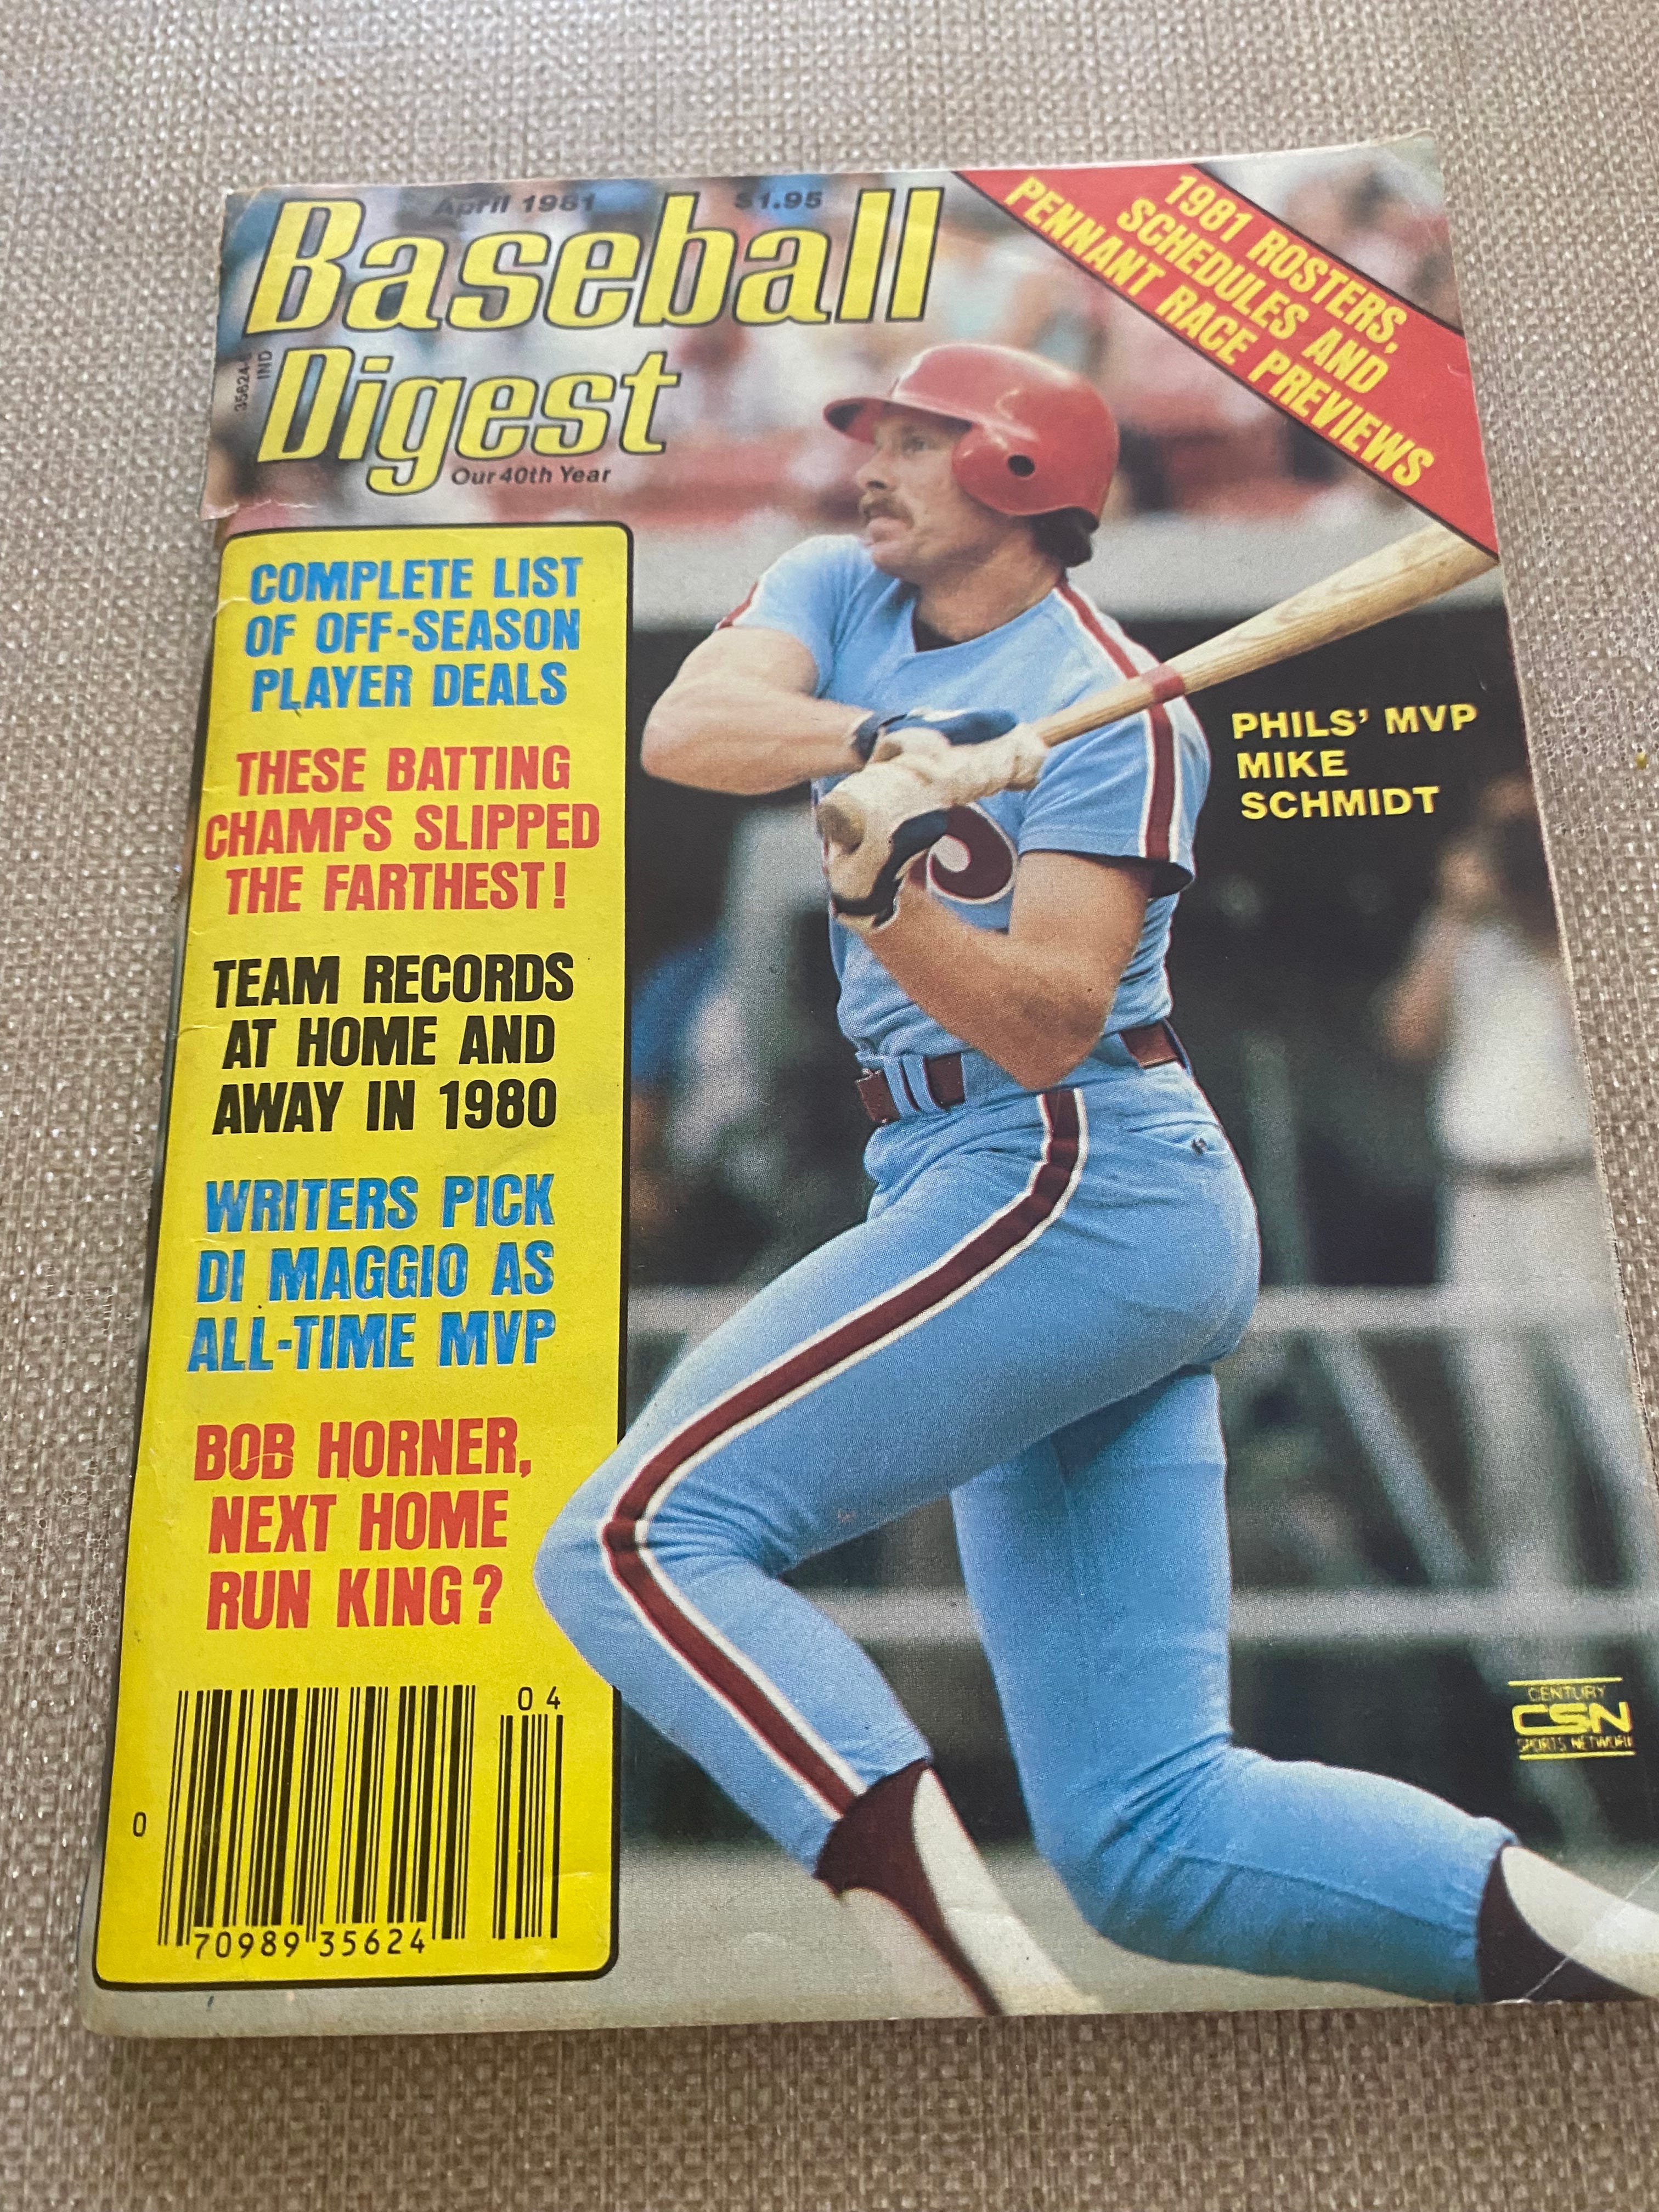 April 1981 $1.95
Baseball
Digest
Our 40th Year
IND
1981 ROSTERS,
SCHEDULES AND
PENNANT RACE PREVIEWS
COMPLETE LIST
OF OFF-SEASON
PLAYER DEALS
THESE BATTING
CHAMPS SLIPPED
THE FARTHEST!
TEAM RECORDS
AT HOME AND
AWAY IN 1980
WRITERS PICK
DI MAGGIO AS
ALL-TIME MVP
BOB HORNER,
NEXT HOME
RUN KING?
PHILS' MVP
MIKE
SCHMIDT
04
0
70989 35624
CENTURY
CSN
SPORTS NETWORK